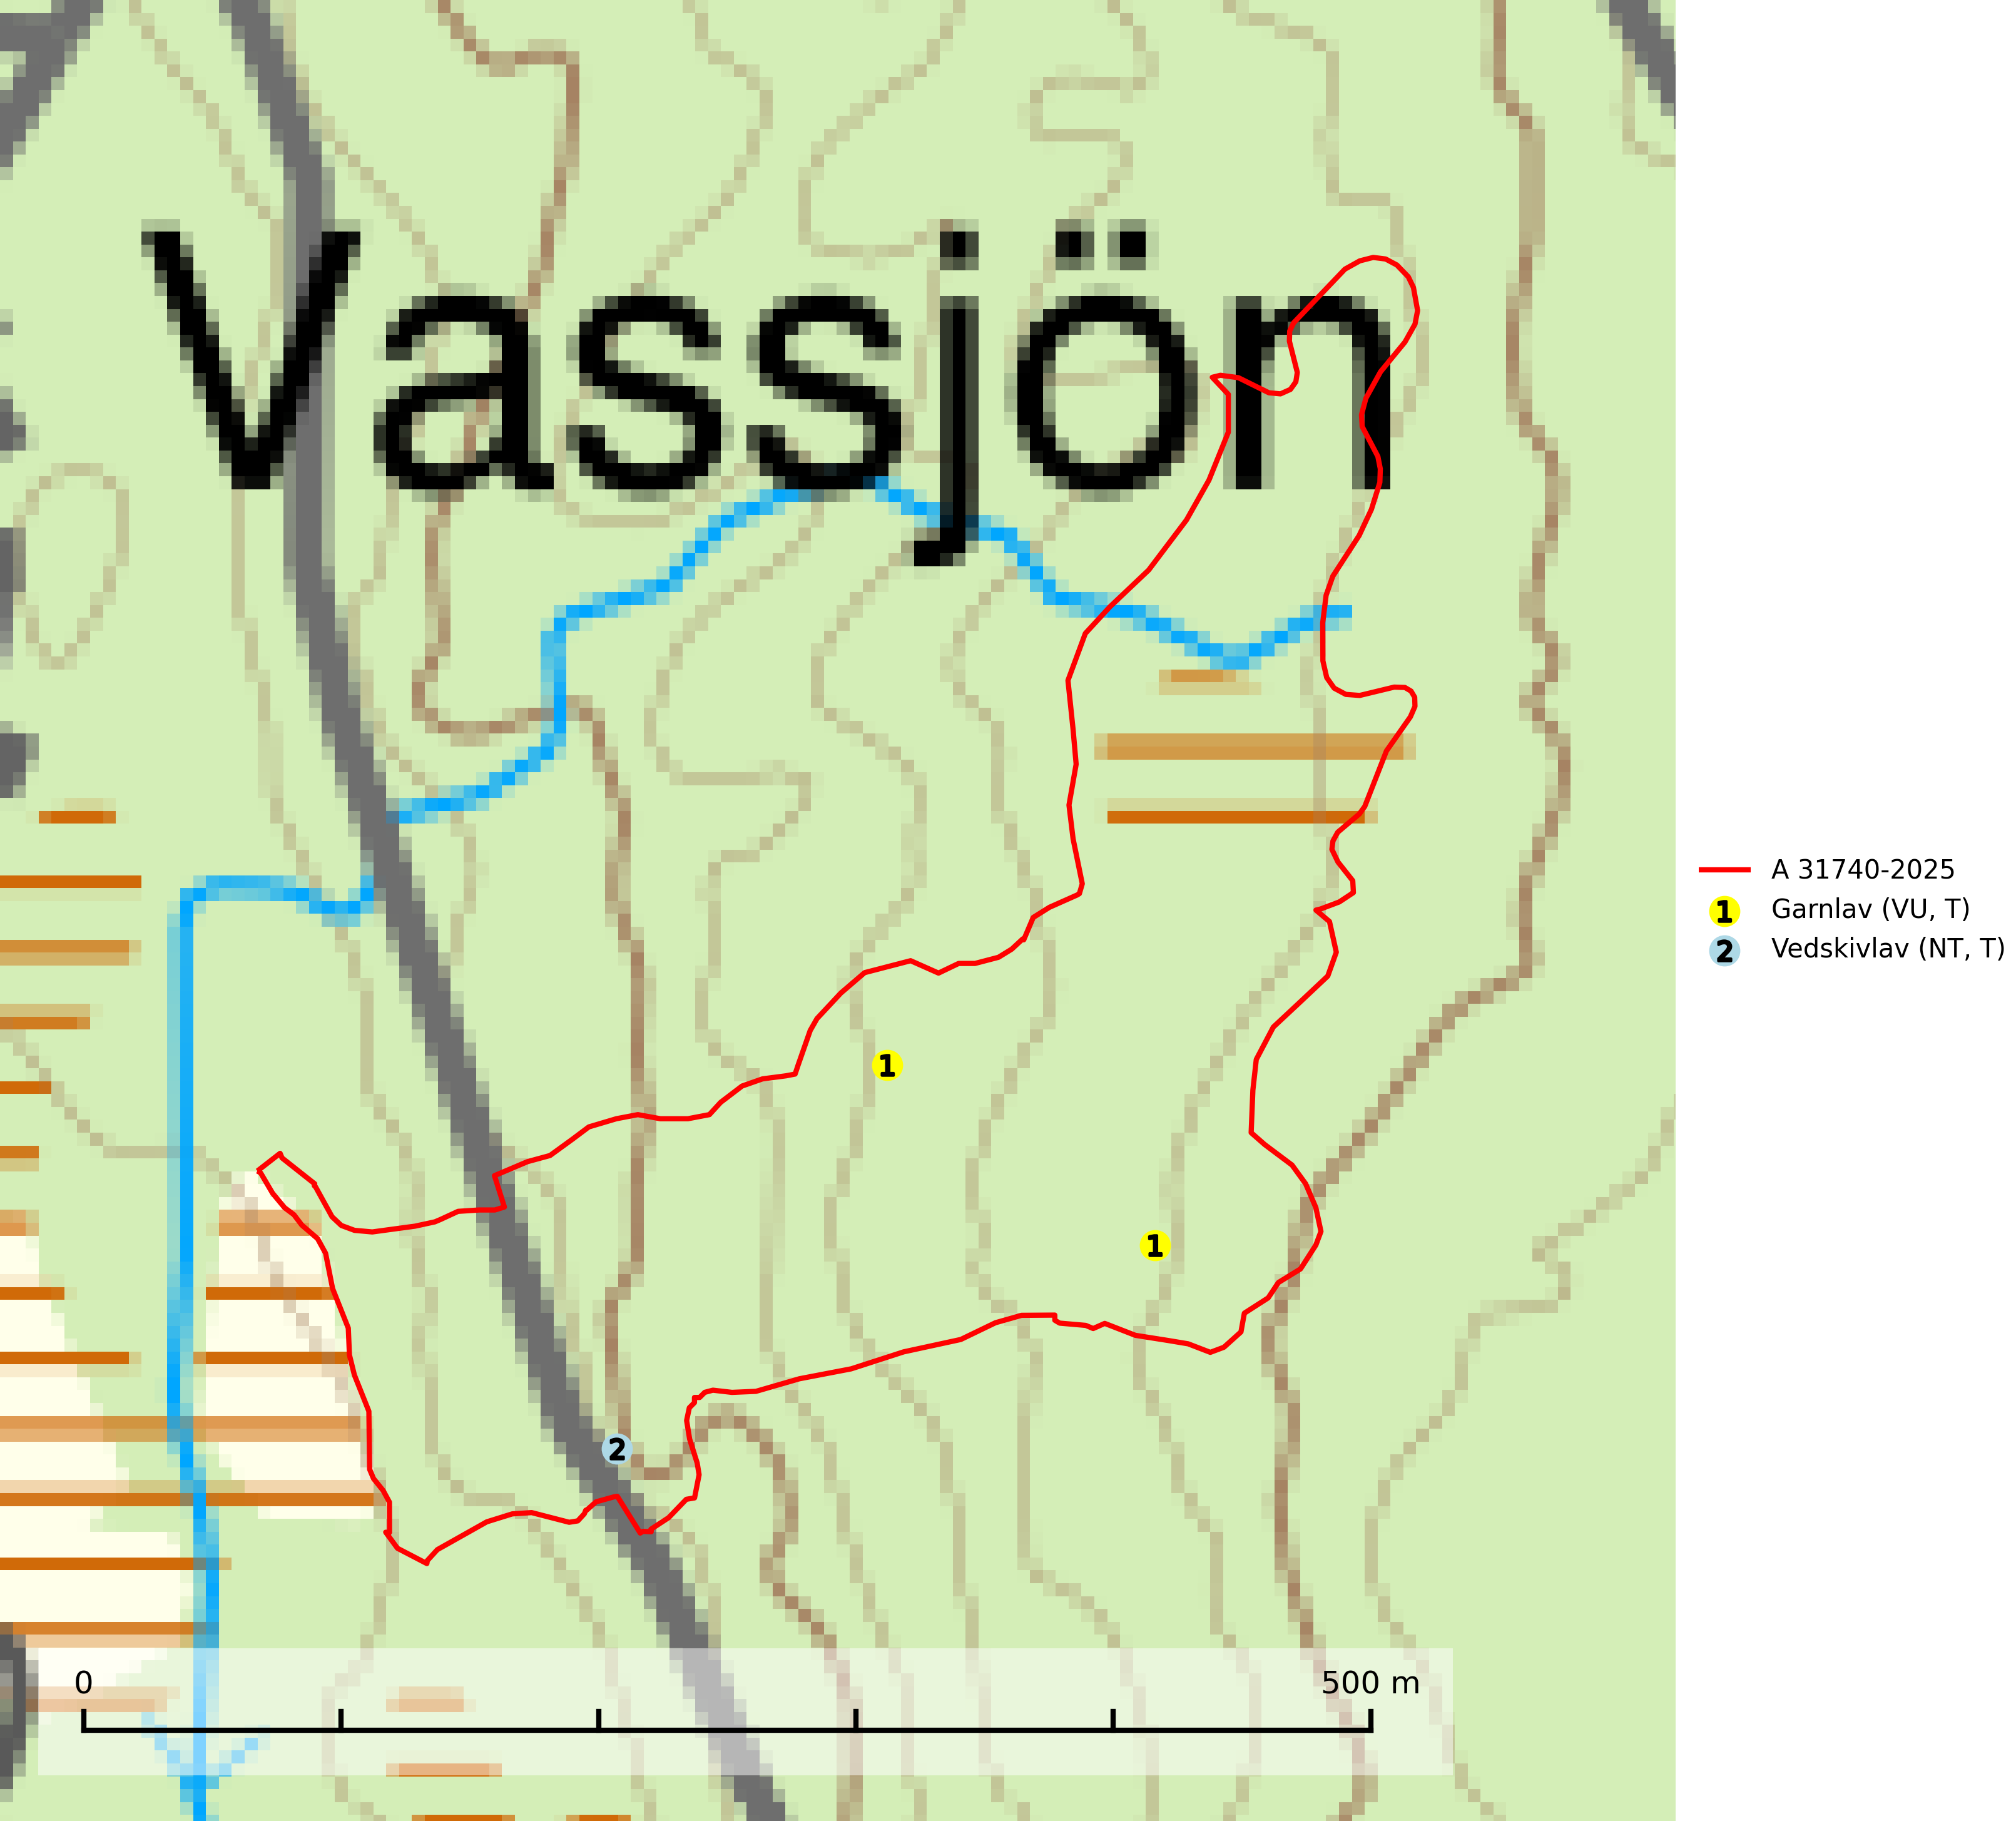 Vassjön
1
1
2
0 500 m
A 31740-2025
1 Garnlav (VU, T)
2 Vedskivlav (NT, T)